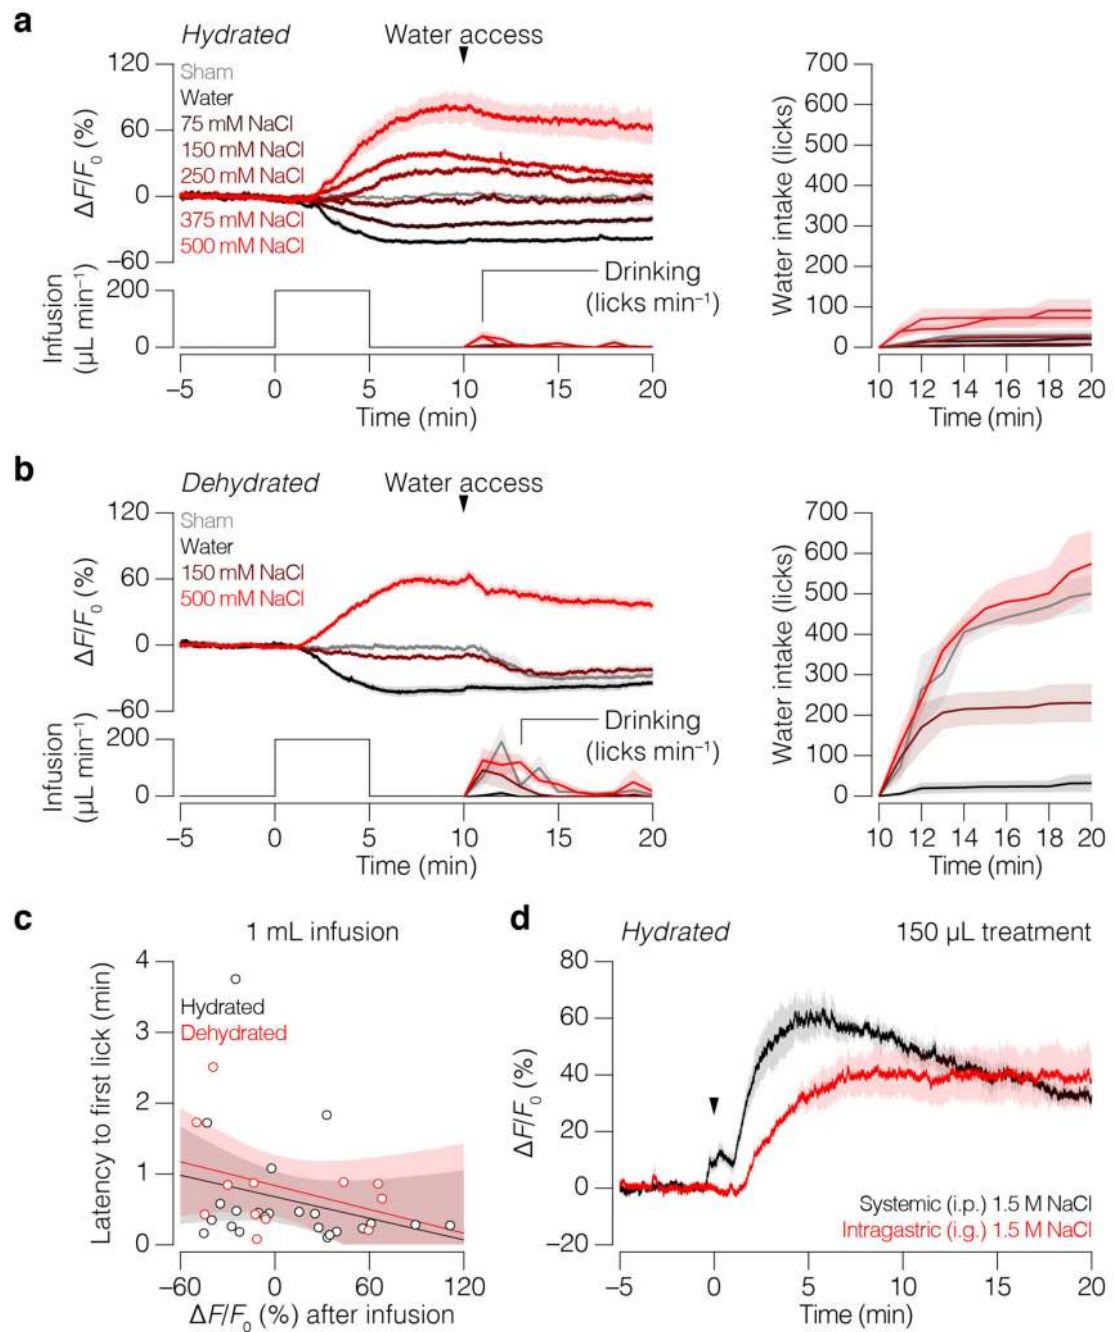 a
Hydrated
Water access
120
60
0
−60
ΔF/F0 (%)
Sham
Water
75 mM NaCl
150 mM NaCl
250 mM NaCl
375 mM NaCl
500 mM NaCl
200
0
Infusion
(µL min−1)
Drinking
(licks min−1)
−5 0 5 10 15 20
Time (min)
700
600
500
400
300
200
100
0
Water intake (licks)
10 12 14 16 18 20
Time (min)
b
Dehydrated
Water access
120
60
0
−60
ΔF/F0 (%)
Sham
Water
150 mM NaCl
500 mM NaCl
200
0
Infusion
(µL min−1)
Drinking
(licks min−1)
−5 0 5 10 15 20
Time (min)
700
600
500
400
300
200
100
0
Water intake (licks)
10 12 14 16 18 20
Time (min)
c
1 mL infusion
4
3
2
1
0
Latency to first lick (min)
Hydrated
Dehydrated
−60 0 60 120
ΔF/F0 (%) after infusion
d
Hydrated
150 µL treatment
80
60
40
20
0
−20
ΔF/F0 (%)
Systemic (i.p.) 1.5 M NaCl
Intragastric (i.g.) 1.5 M NaCl
−5 0 5 10 15 20
Time (min)